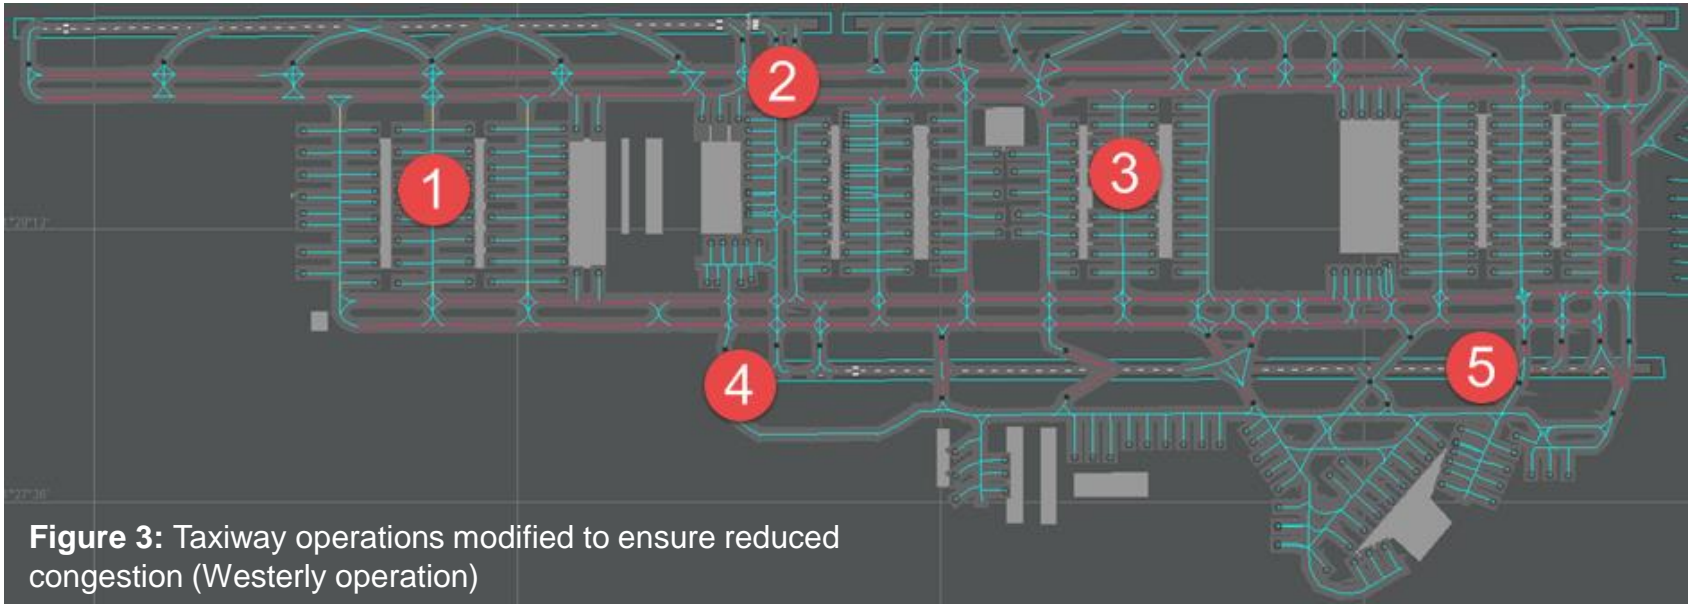 2
1
3
4
5
Figure 3: Taxiway operations modified to ensure reduced
congestion (Westerly operation)